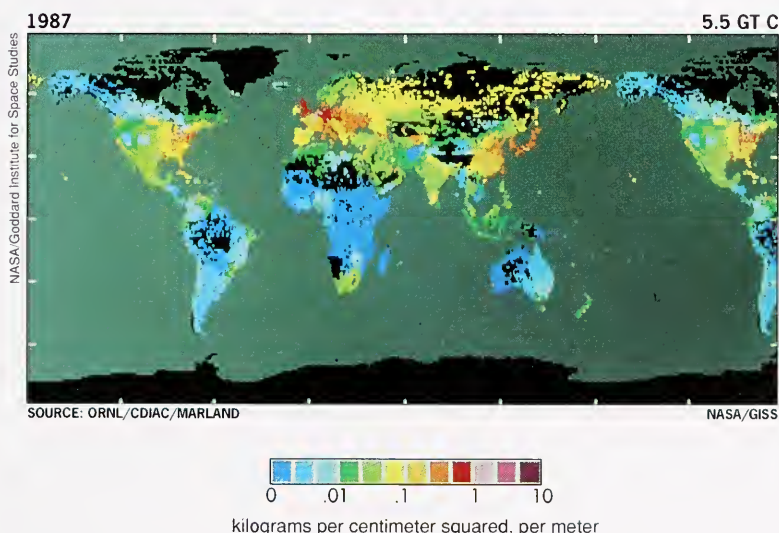 1987
5.5 GT C
NASA/Goddard Institute for Space Studies
SOURCE: ORNL/CDIAC/MARLAND
NASA/GISS
0 .01 .1 1 10
kilograms per centimeter squared, per meter